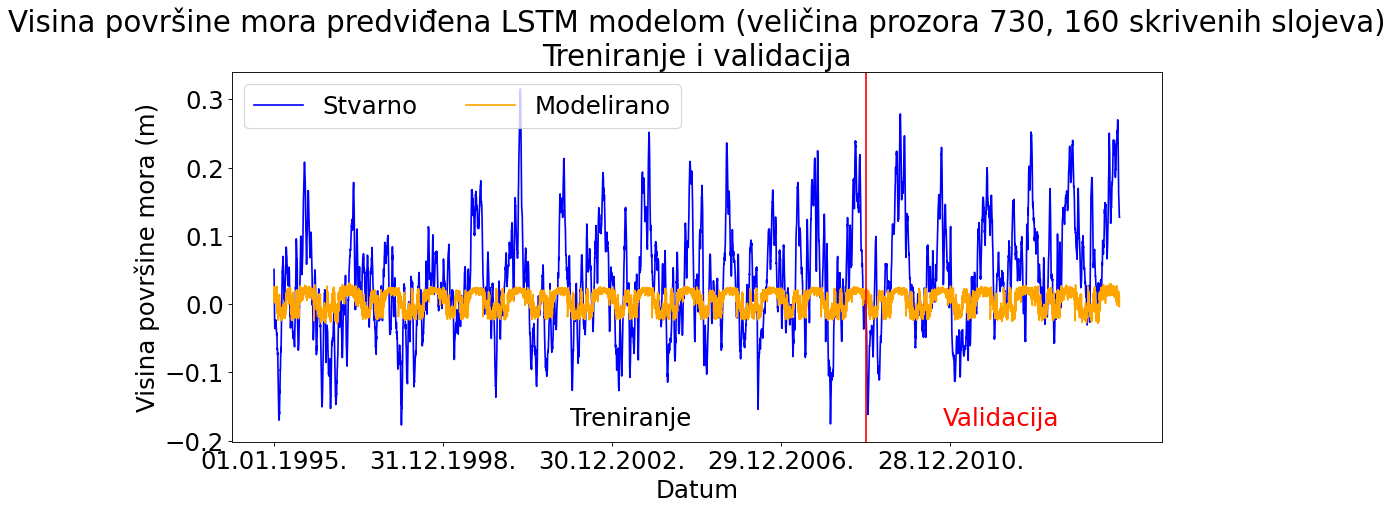 Visina površine mora predviđena LSTM modelom (veličina prozora 730, 160 skrivenih slojeva)
Treniranje i validacija
Stvarno
Modelirano
Visina površine mora (m)
0.3
0.2
0.1
0.0
−0.1
−0.2
Treniranje
Validacija
01.01.1995.
31.12.1998.
30.12.2002.
29.12.2006.
28.12.2010.
Datum